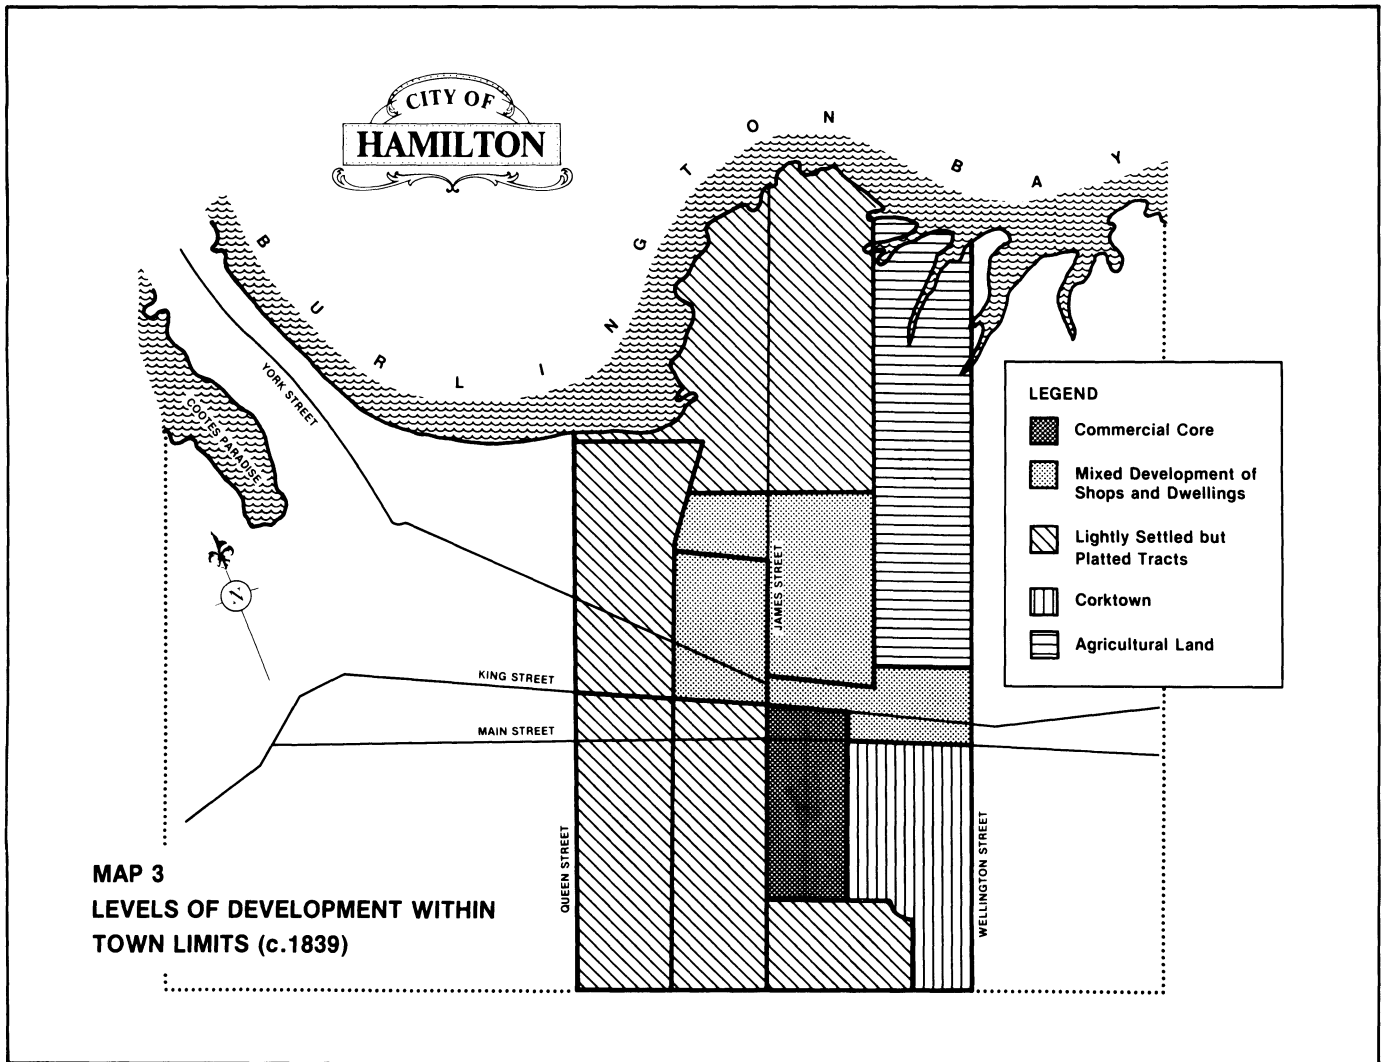 CITY OF
HAMILTON
BURLINGTON BAY
YORK STREET
COOTES PARADISE
JAMES STREET
KING STREET
MAIN STREET
QUEEN STREET
WELLINGTON STREET
LEGEND
Commercial Core
Mixed Development of
Shops and Dwellings
Lightly Settled but
Platted Tracts
Corktown
Agricultural Land
MAP 3
LEVELS OF DEVELOPMENT WITHIN
TOWN LIMITS (c.1839)